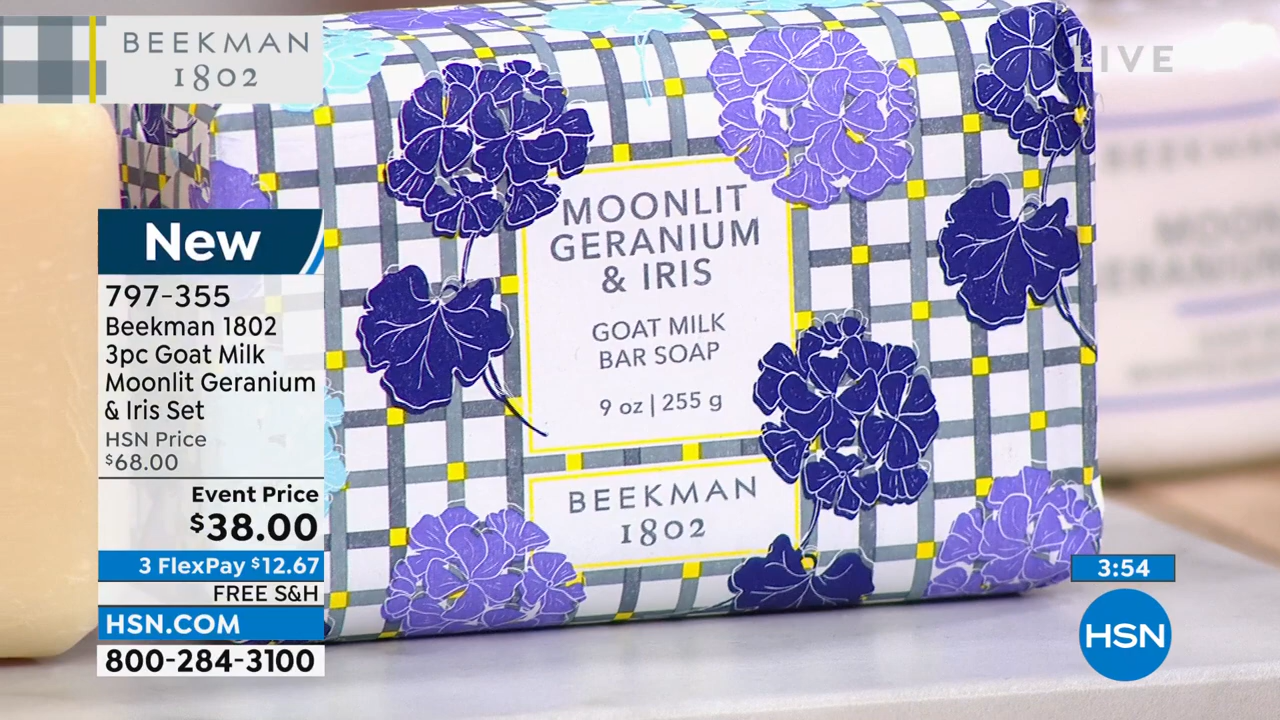 BEEKMAN
1802
LIVE
New
797-355
Beekman 1802
3pc Goat Milk
Moonlit Geranium
& Iris Set
HSN Price
$68.00
Event Price
$38.00
3 FlexPay $12.67
FREE S&H
HSN.COM
800-284-3100
MOONLIT
GERANIUM
& IRIS
GOAT MILK
BAR SOAP
9 oz | 255 g
BEEKMAN
1802
3:54
HSN